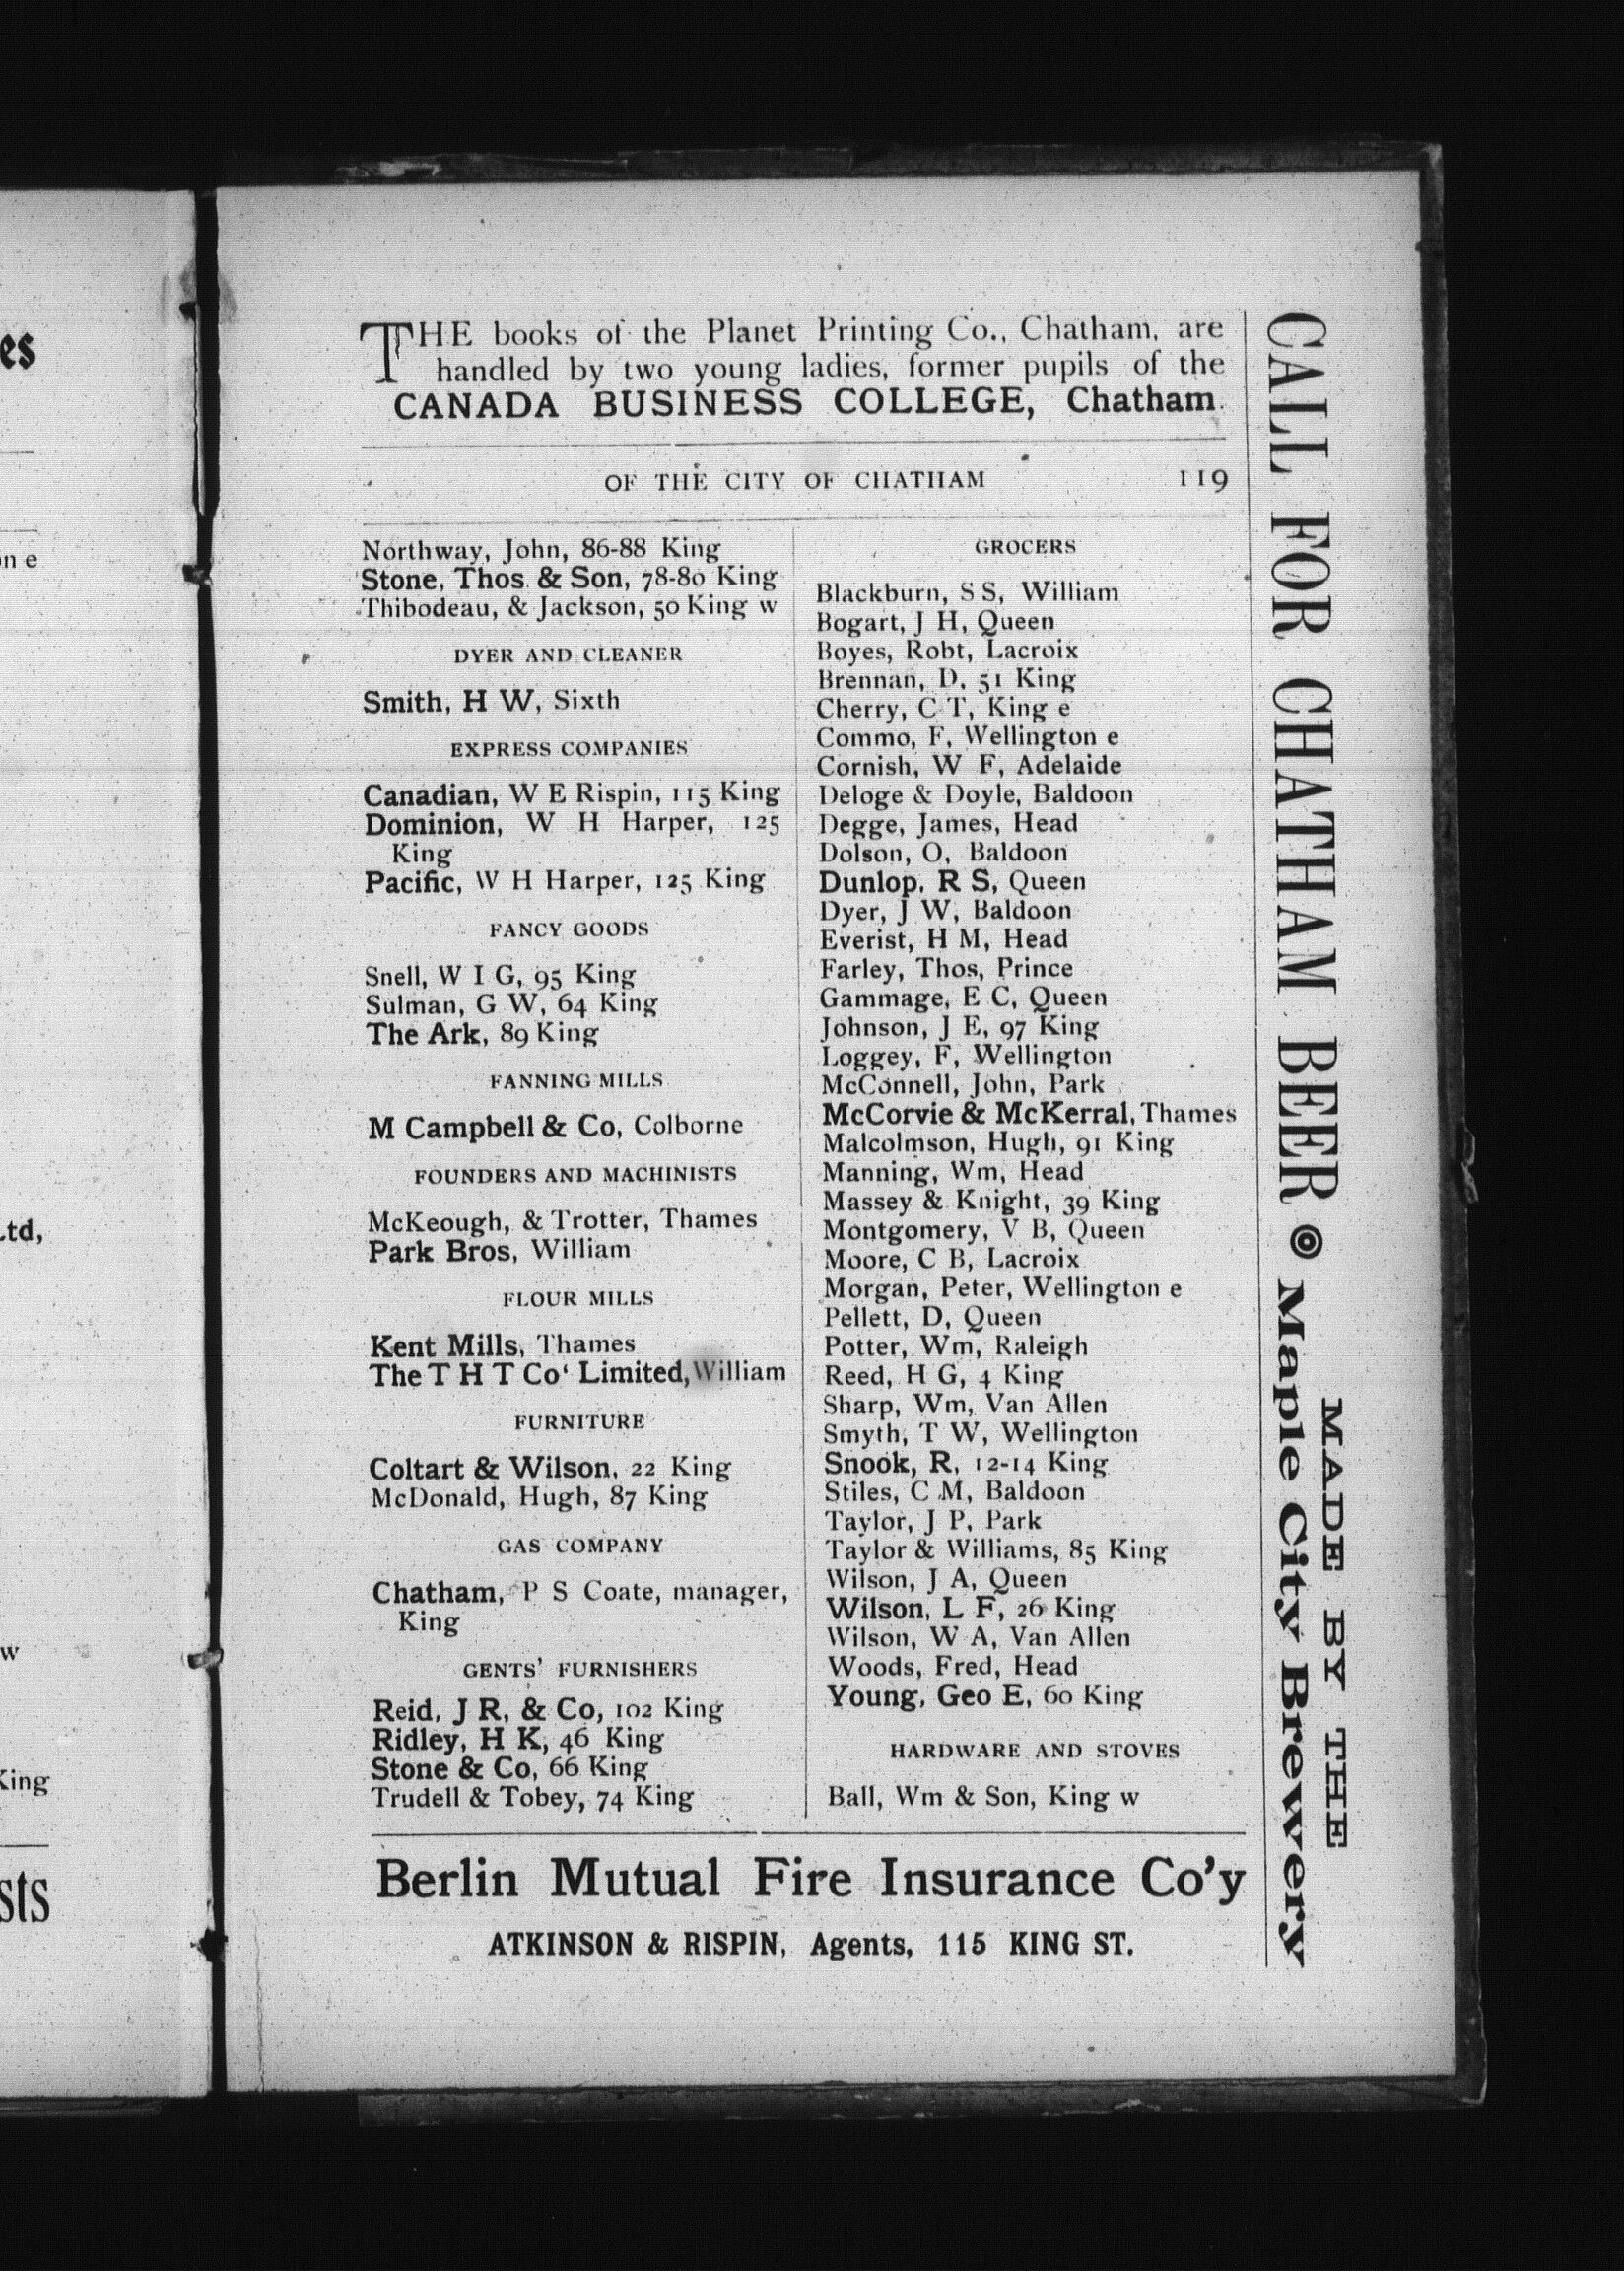 THE books of the Planet Printing Co., Chatham, are
handled by two young ladies, former pupils of the
CANADA BUSINESS COLLEGE, Chatham.
OF THE CITY OF CHATHAM 119
Northway, John, 86-88 King
Stone, Thos. & Son, 78-80 King
Thibodeau, & Jackson, 50 King w
DYER AND CLEANER
Smith, H W, Sixth
EXPRESS COMPANIES
Canadian, W E Rispin, 115 King
Dominion, W H Harper, 125
King
Pacific, W H Harper, 125 King
FANCY GOODS
Snell, W I G, 95 King
Sulman, G W, 64 King
The Ark, 89 King
FANNING MILLS
M Campbell & Co, Colborne
FOUNDERS AND MACHINISTS
McKeough, & Trotter, Thames
Park Bros, William
FLOUR MILLS
Kent Mills, Thames
The T H T Co' Limited, William
FURNITURE
Coltart & Wilson, 22 King
McDonald, Hugh, 87 King
GAS COMPANY
Chatham, P S Coate, manager,
King
GENTS' FURNISHERS
Reid, J R, & Co, 102 King
Ridley, H K, 46 King
Stone & Co, 66 King
Trudell & Tobey, 74 King
GROCERS
Blackburn, S S, William
Bogart, J H, Queen
Boyes, Robt, Lacroix
Brennan, D, 51 King
Cherry, C T, King e
Commo, F, Wellington e
Cornish, W F, Adelaide
Deloge & Doyle, Baldoon
Degge, James, Head
Dolson, O, Baldoon
Dunlop, R S, Queen
Dyer, J W, Baldoon
Everist, H M, Head
Farley, Thos, Prince
Gammage, E C, Queen
Johnson, J E, 97 King
Loggey, F, Wellington
McConnell, John, Park
McCorvie & McKerral, Thames
Malcolmson, Hugh, 91 King
Manning, Wm, Head
Massey & Knight, 39 King
Montgomery, V B, Queen
Moore, C B, Lacroix
Morgan, Peter, Wellington e
Pellett, D, Queen
Potter, Wm, Raleigh
Reed, H G, 4 King
Sharp, Wm, Van Allen
Smyth, T W, Wellington
Snook, R, 12-14 King
Stiles, C M, Baldoon
Taylor, J P, Park
Taylor & Williams, 85 King
Wilson, J A, Queen
Wilson, L F, 26 King
Wilson, W A, Van Allen
Woods, Fred, Head
Young, Geo E, 60 King
HARDWARE AND STOVES
Ball, Wm & Son, King w
Berlin Mutual Fire Insurance Co'y
ATKINSON & RISPIN, Agents, 115 KING ST.
CALL FOR CHATHAM BEER
MADE BY THE
Maple City Brewery